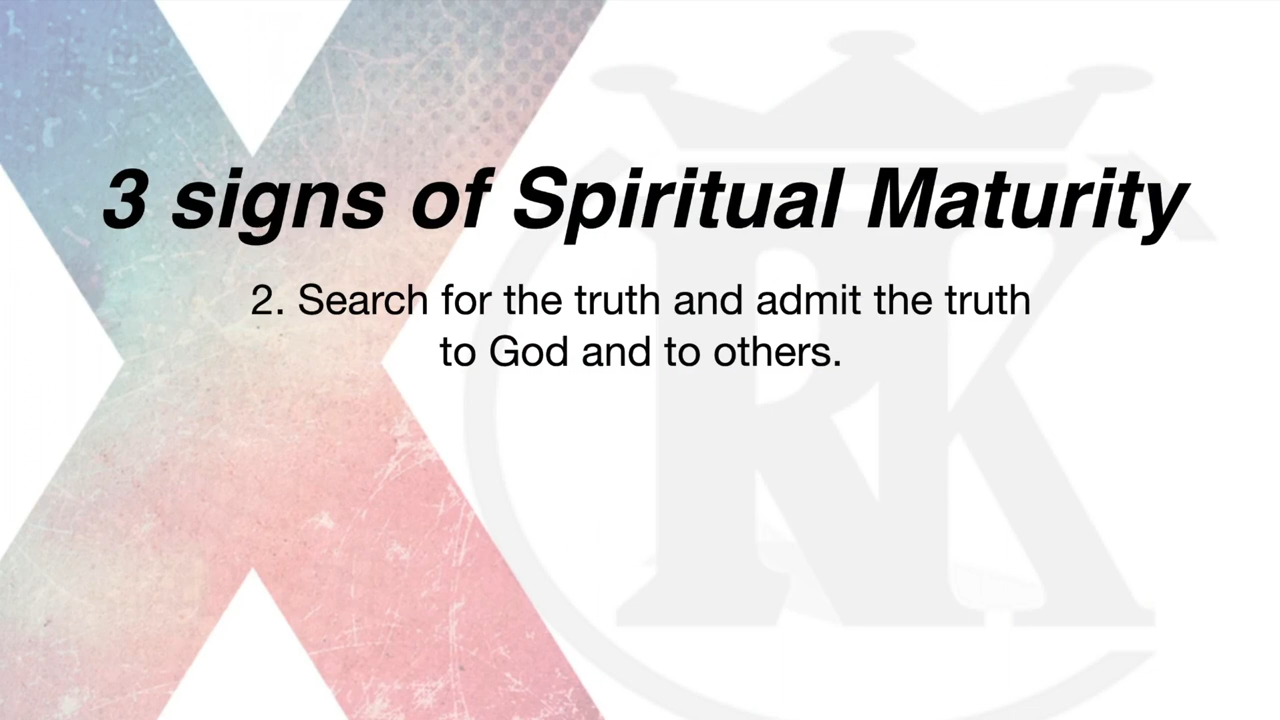 3 signs of Spiritual Maturity
2. Search for the truth and admit the truth
to God and to others.